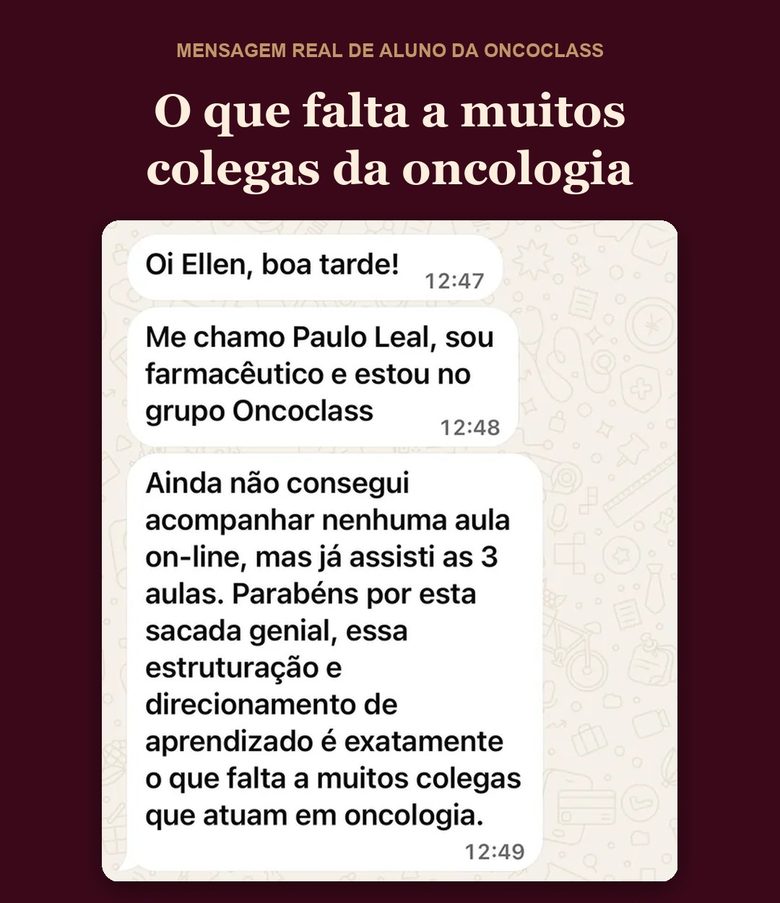 MENSAGEM REAL DE ALUNO DA ONCOCLASS
O que falta a muitos
colegas da oncologia
Oi Ellen, boa tarde!
12:47
Me chamo Paulo Leal, sou
farmacêutico e estou no
grupo Oncoclass
12:48
Ainda não consegui
acompanhar nenhuma aula
on-line, mas já assisti as 3
aulas. Parabéns por esta
sacada genial, essa
estruturação e
direcionamento de
aprendizado é exatamente
o que falta a muitos colegas
que atuam em oncologia.
12:49